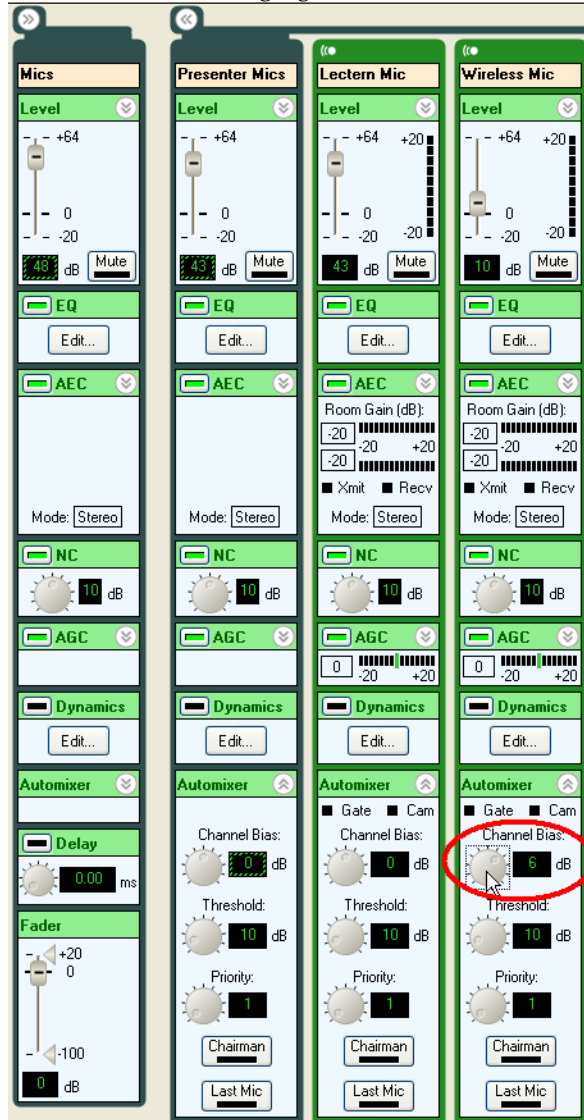 Mics
Level
+64
0
-20
48 dB Mute
EQ
Edit...
AEC
Mode: Stereo
NC
10 dB
AGC
Dynamics
Edit...
Automixer
Delay
0.00 ms
Fader
+20
0
-100
0 dB
Presenter Mics
Level
+64
0
-20
43 dB Mute
EQ
Edit...
AEC
Mode: Stereo
NC
10 dB
AGC
Dynamics
Edit...
Automixer
Channel Bias:
0 dB
Threshold:
10 dB
Priority:
1
Chairman
Last Mic
Lectern Mic
Level
+64 +20
0
-20 -20
43 dB Mute
EQ
Edit...
AEC
Room Gain (dB):
-20
-20 +20
-20
Xmit Recv
Mode: Stereo
NC
10 dB
AGC
0 -20 +20
Dynamics
Edit...
Automixer
Gate Cam
Channel Bias:
0 dB
Threshold:
10 dB
Priority:
1
Chairman
Last Mic
Wireless Mic
Level
+64 +20
0
-20 -20
10 dB Mute
EQ
Edit...
AEC
Room Gain (dB):
-20
-20 +20
-20
Xmit Recv
Mode: Stereo
NC
10 dB
AGC
0 -20 +20
Dynamics
Edit...
Automixer
Gate Cam
Channel Bias:
6 dB
Threshold:
10 dB
Priority:
1
Chairman
Last Mic